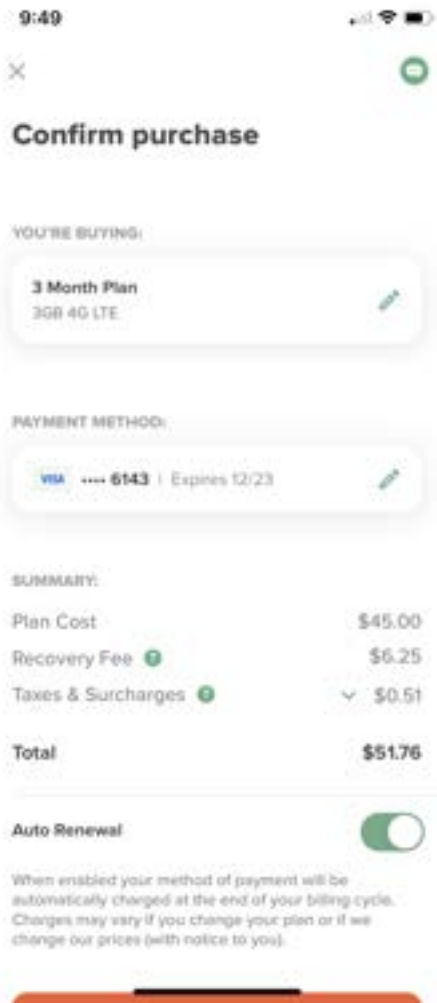 9:49
Confirm purchase
YOU'RE BUYING:
3 Month Plan
3GB 4G LTE
PAYMENT METHOD:
VISA •••• 6143 | Expires 12/23
SUMMARY:
Plan Cost $45.00
Recovery Fee ? $6.25
Taxes & Surcharges ? $0.51
Total $51.76
Auto Renewal
When enabled your method of payment will be
automatically charged at the end of your billing cycle.
Charges may vary if you change your plan or if we
change our prices (with notice to you).